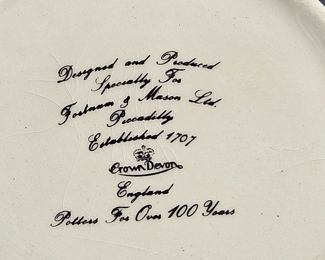 Designed and Produced
Specially For
Fortnum & Mason Ltd.
Piccadilly
Established 1707
Crown Devon
England
Potters For Over 100 Years